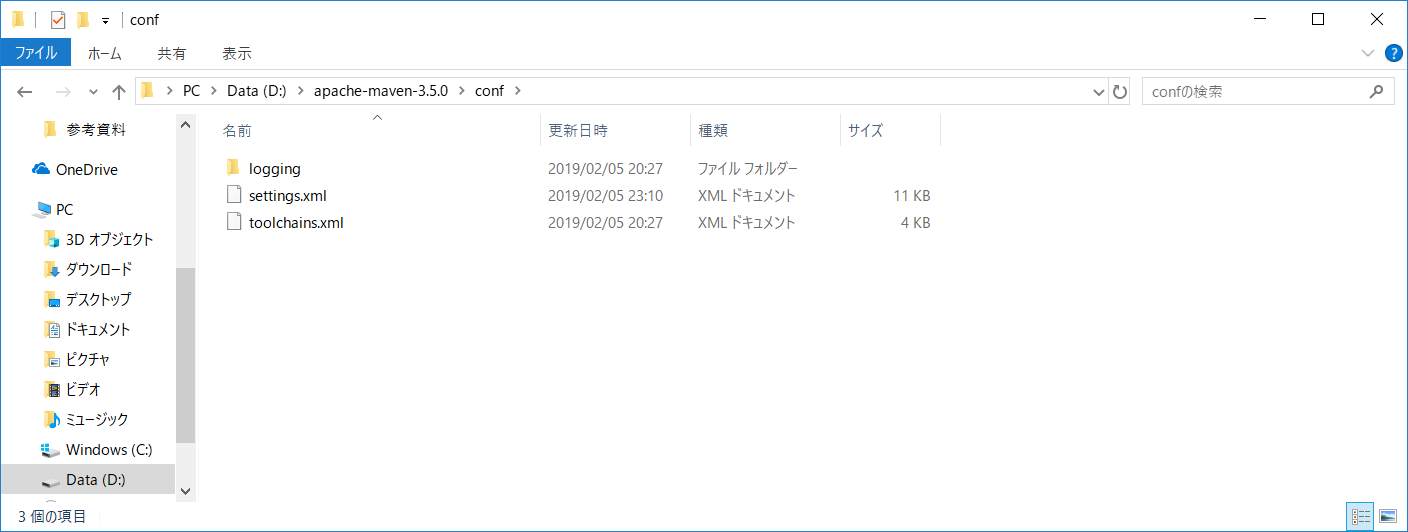 conf
ファイル ホーム 共有 表示
PC Data (D:) apache-maven-3.5.0 conf confの検索
参考資料
OneDrive
PC
3D オブジェクト
ダウンロード
デスクトップ
ドキュメント
ピクチャ
ビデオ
ミュージック
Windows (C:)
Data (D:)
名前 更新日時 種類 サイズ
logging 2019/02/05 20:27 ファイル フォルダー
settings.xml 2019/02/05 23:10 XML ドキュメント 11 KB
toolchains.xml 2019/02/05 20:27 XML ドキュメント 4 KB
3 個の項目